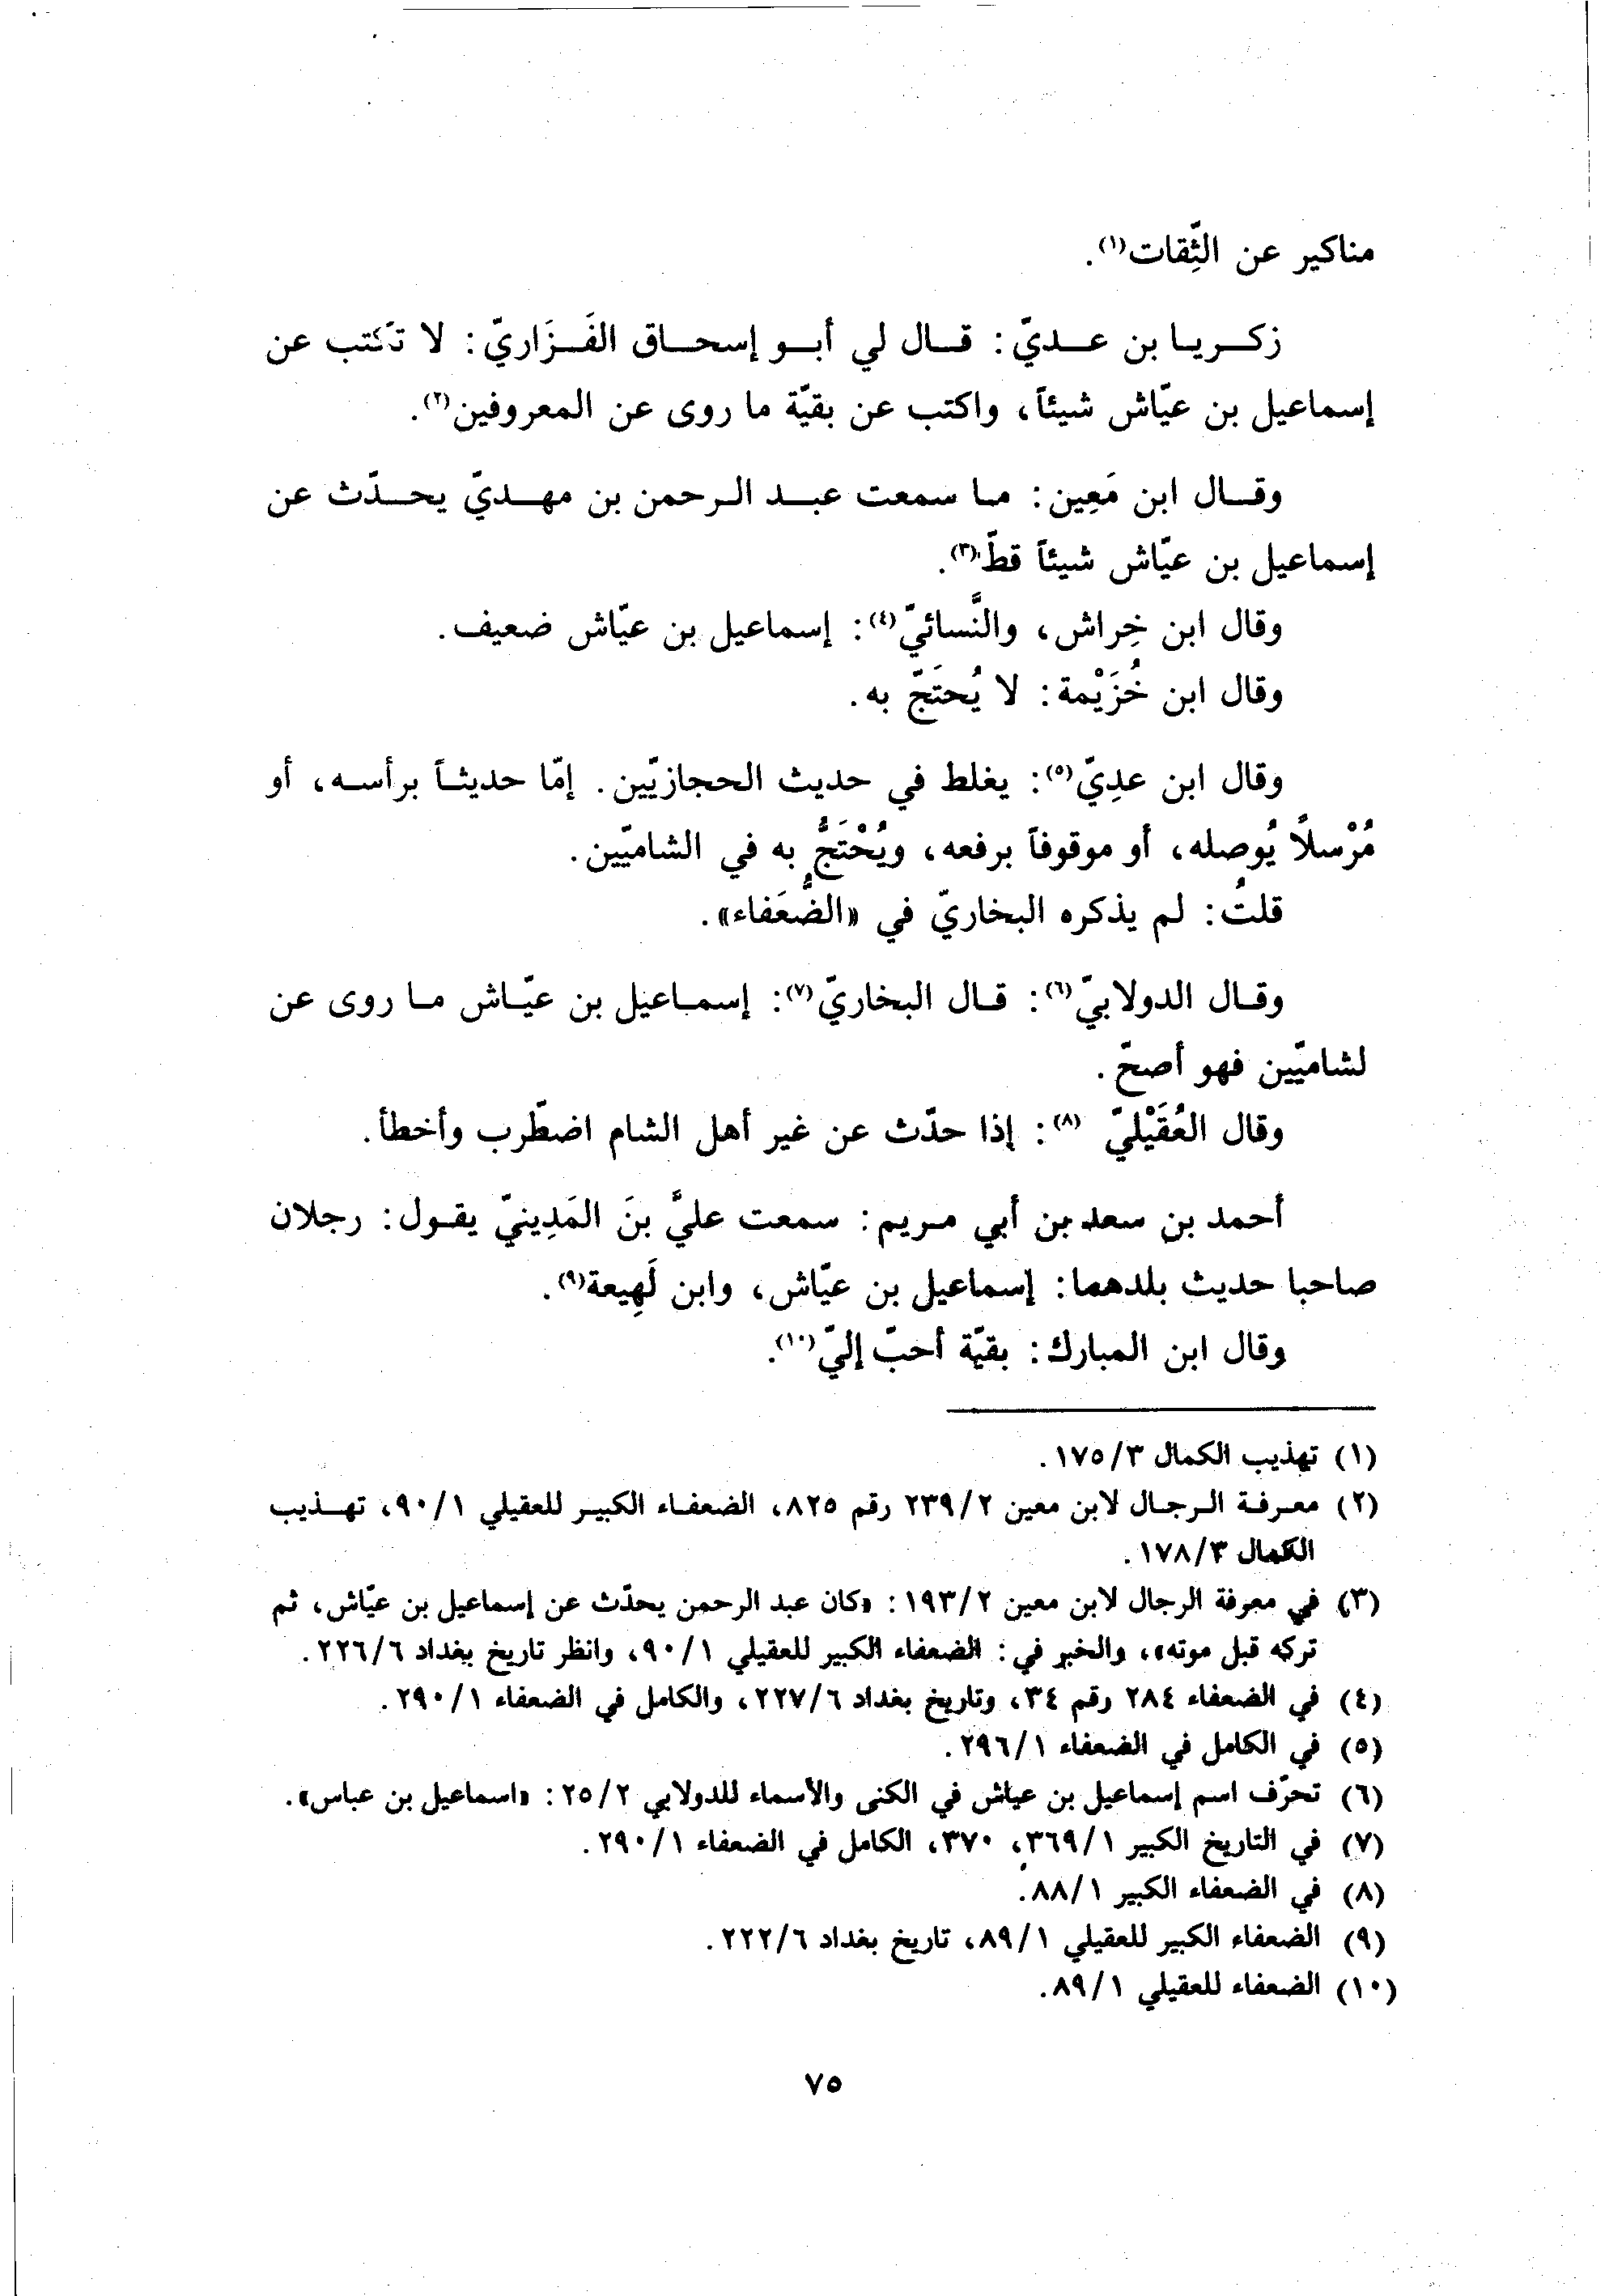 مناكير عن الثِّقات(١).
زكريا بن عديّ: قال لي أبو إسحاق الفَزَاريّ: لا تكتب عن
إسماعيل بن عيّاش شيئاً، واكتب عن بقيّة ما روى عن المعروفين(٢).
وقال ابن مَعِين: ما سمعت عبد الرحمن بن مهديّ يحدّث عن
إسماعيل بن عيّاش شيئاً قطّ(٣).
وقال ابن خِراش، والنَّسائيّ(٤): إسماعيل بن عيّاش ضعيف.
وقال ابن خُزَيْمة: لا يُحتَجّ به.
وقال ابن عدِيّ(٥): يغلط في حديث الحجازيّين. إمّا حديثاً برأسه، أو
مُرْسلاً يُوصله، أو موقوفاً برفعه، ويُحْتَجُّ به في الشاميّين.
قلتُ: لم يذكره البخاريّ في «الضُّعَفاء».
وقال الدولابيّ(٦): قال البخاريّ(٧): إسماعيل بن عيّاش ما روى عن
لشاميّين فهو أصحّ.
وقال العُقَيْليّ (٨): إذا حدّث عن غير أهل الشام اضطّرب وأخطأ.
أحمد بن سعد بن أبي مريم: سمعت عليَّ بنَ المَدِينيّ يقول: رجلان
صاحبا حديث بلدهما: إسماعيل بن عيّاش، وابن لَهِيعة(٩).
وقال ابن المبارك: بقيّة أحبّ إليّ(١٠).
(١) تهذيب الكمال ٣/١٧٥.
(٢) معرفة الرجال لابن معين ٢/٢٣٩ رقم ٨٢٥، الضعفاء الكبير للعقيلي ١/٩٠، تهذيب
الكمال ٣/١٧٨.
(٣) في معرفة الرجال لابن معين ٢/١٩٣: «كان عبد الرحمن يحدّث عن إسماعيل بن عيّاش، ثم
تركه قبل موته»، والخبر في: الضعفاء الكبير للعقيلي ١/٩٠، وانظر تاريخ بغداد ٦/٢٢٦.
(٤) في الضعفاء ٢٨٤ رقم ٣٤، وتاريخ بغداد ٦/٢٢٧، والكامل في الضعفاء ١/٢٩٠.
(٥) في الكامل في الضعفاء ١/٢٩٦.
(٦) تحرّف اسم إسماعيل بن عياش في الكنى والأسماء للدولابي ٢/٢٥: «اسماعيل بن عباس».
(٧) في التاريخ الكبير ١/٣٦٩، ٣٧٠، الكامل في الضعفاء ١/٢٩٠.
(٨) في الضعفاء الكبير ١/٨٨.
(٩) الضعفاء الكبير للعقيلي ١/٨٩، تاريخ بغداد ٦/٢٢٢.
(١٠) الضعفاء للعقيلي ١/٨٩.
٧٥